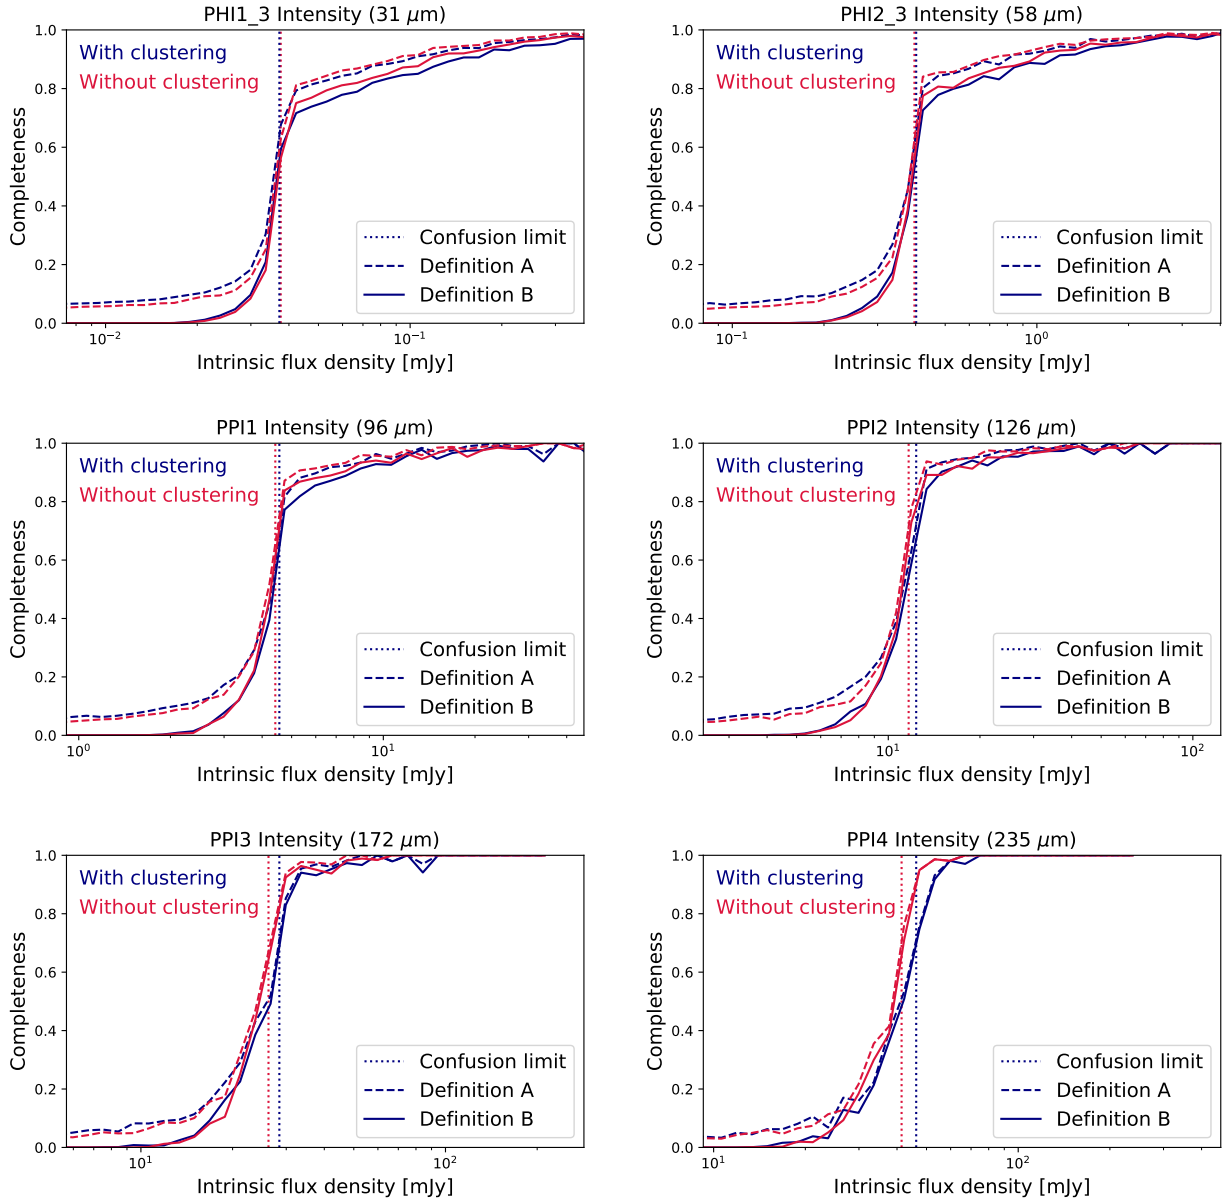 PHI1_3 Intensity (31 μm)
With clustering
Without clustering
Completeness
1.0
0.8
0.6
0.4
0.2
0.0
Confusion limit
Definition A
Definition B
10⁻²
10⁻¹
Intrinsic flux density [mJy]
PHI2_3 Intensity (58 μm)
With clustering
Without clustering
Completeness
1.0
0.8
0.6
0.4
0.2
0.0
Confusion limit
Definition A
Definition B
10⁻¹
10⁰
Intrinsic flux density [mJy]
PPI1 Intensity (96 μm)
With clustering
Without clustering
Completeness
1.0
0.8
0.6
0.4
0.2
0.0
Confusion limit
Definition A
Definition B
10⁰
10¹
Intrinsic flux density [mJy]
PPI2 Intensity (126 μm)
With clustering
Without clustering
Completeness
1.0
0.8
0.6
0.4
0.2
0.0
Confusion limit
Definition A
Definition B
10¹
10²
Intrinsic flux density [mJy]
PPI3 Intensity (172 μm)
With clustering
Without clustering
Completeness
1.0
0.8
0.6
0.4
0.2
0.0
Confusion limit
Definition A
Definition B
10¹
10²
Intrinsic flux density [mJy]
PPI4 Intensity (235 μm)
With clustering
Without clustering
Completeness
1.0
0.8
0.6
0.4
0.2
0.0
Confusion limit
Definition A
Definition B
10¹
10²
Intrinsic flux density [mJy]